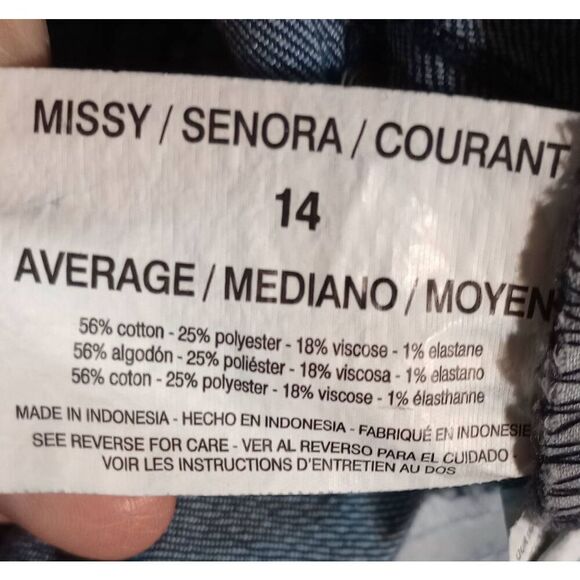 MISSY / SENORA / COURANT
14
AVERAGE / MEDIANO / MOYEN
56% cotton - 25% polyester - 18% viscose - 1% elastane
56% algodón - 25% poliéster - 18% viscosa - 1% elastano
56% coton - 25% polyester - 18% viscose - 1% élasthanne
MADE IN INDONESIA - HECHO EN INDONESIA - FABRIQUÉ EN INDONESIE
SEE REVERSE FOR CARE - VER AL REVERSO PARA EL CUIDADO -
VOIR LES INSTRUCTIONS D'ENTRETIEN AU DOS